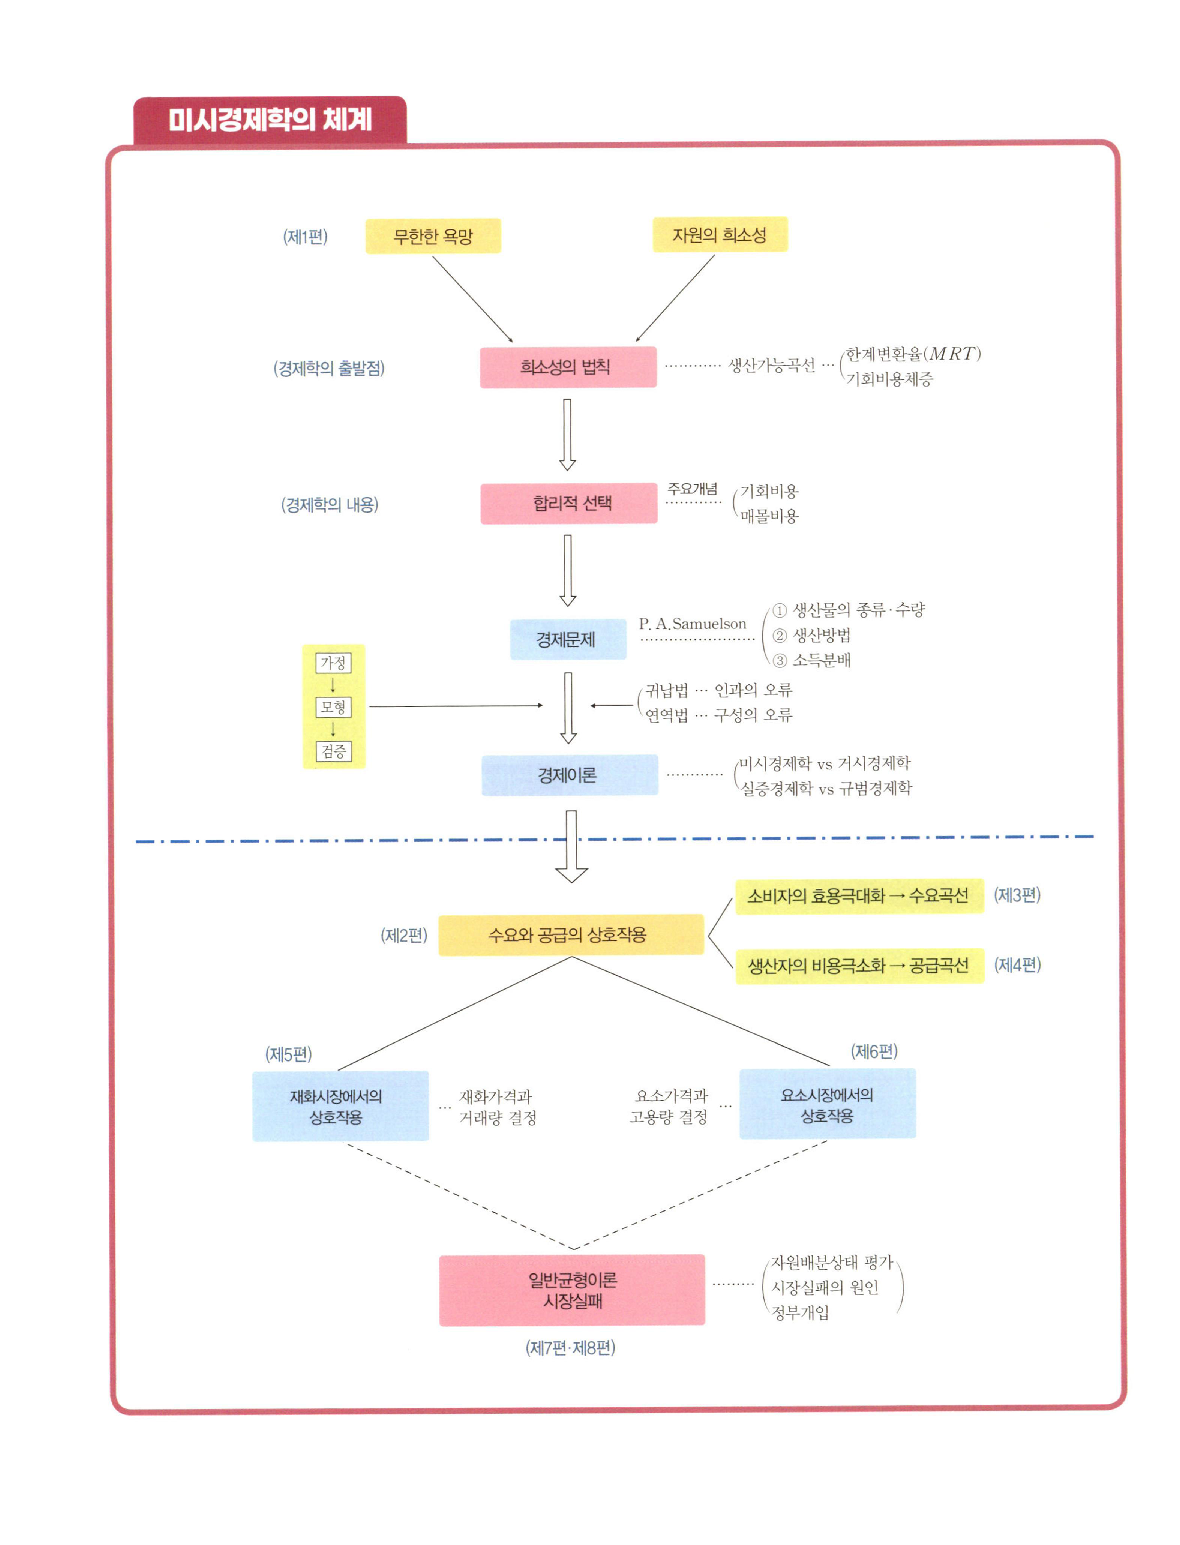 미시경제학의 체계
(제1편)
무한한 욕망
자원의 희소성
(경제학의 출발점)
희소성의 법칙
생산가능곡선
한계변환율(MRT)
기회비용체증
(경제학의 내용)
합리적 선택
주요개념
기회비용
매몰비용
경제문제
P. A. Samuelson
① 생산물의 종류·수량
② 생산방법
③ 소득분배
가정
모형
검증
귀납법 … 인과의 오류
연역법 … 구성의 오류
경제이론
미시경제학 vs 거시경제학
실증경제학 vs 규범경제학
(제2편)
수요와 공급의 상호작용
소비자의 효용극대화 → 수요곡선
(제3편)
생산자의 비용극소화 → 공급곡선
(제4편)
(제5편)
재화시장에서의
상호작용
… 재화가격과
거래량 결정
(제6편)
요소가격과 …
고용량 결정
요소시장에서의
상호작용
일반균형이론
시장실패
(제7편·제8편)
자원배분상태 평가
시장실패의 원인
정부개입